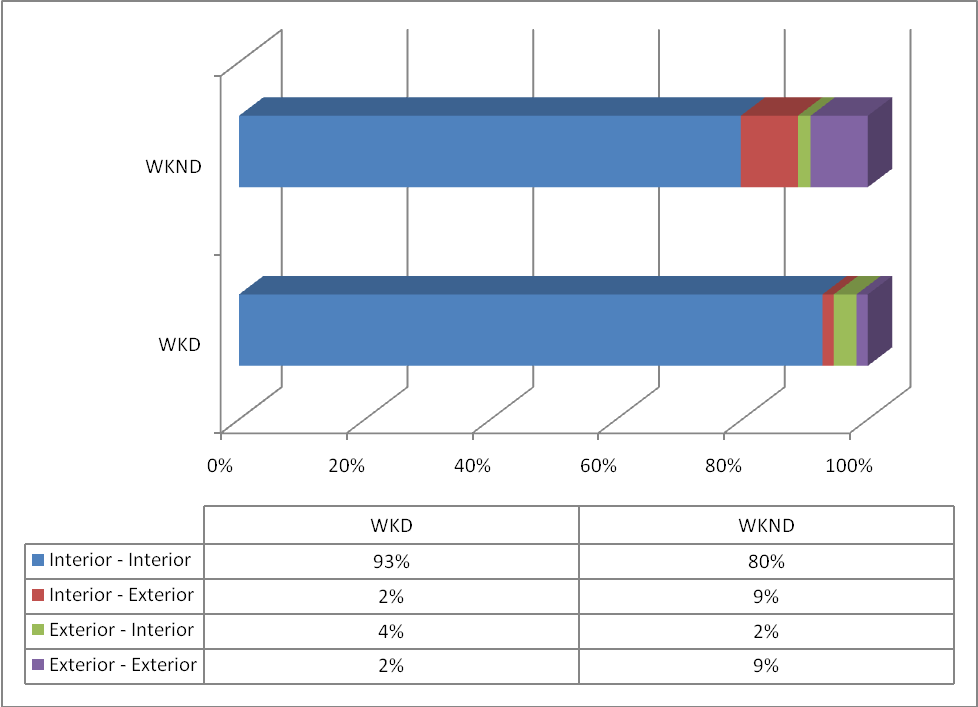 WKND
WKD
0% 20% 40% 60% 80% 100%
WKD WKND
Interior - Interior 93% 80%
Interior - Exterior 2% 9%
Exterior - Interior 4% 2%
Exterior - Exterior 2% 9%